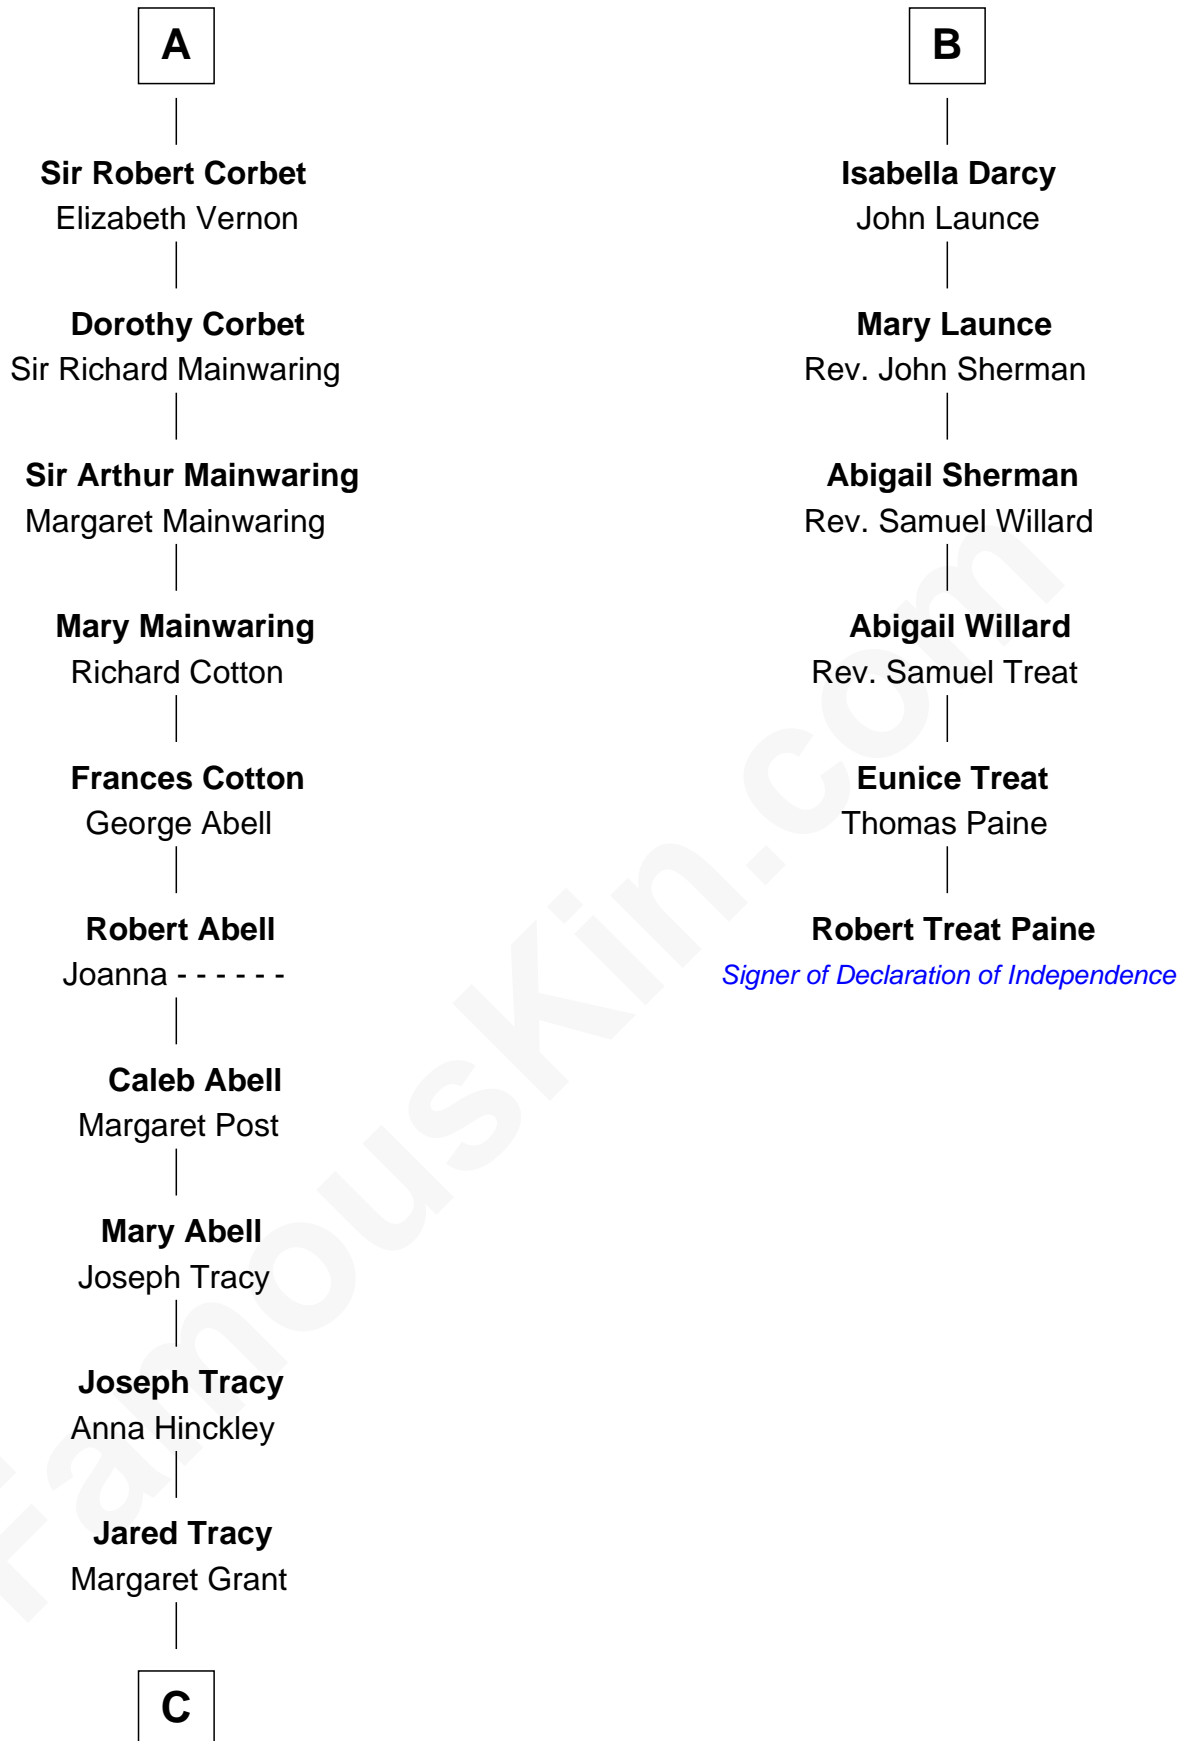 A
Sir Robert Corbet
Elizabeth Vernon
Dorothy Corbet
Sir Richard Mainwaring
Sir Arthur Mainwaring
Margaret Mainwaring
Mary Mainwaring
Richard Cotton
Frances Cotton
George Abell
Robert Abell
Joanna - - - - - -
Caleb Abell
Margaret Post
Mary Abell
Joseph Tracy
Joseph Tracy
Anna Hinckley
Jared Tracy
Margaret Grant
C
B
Isabella Darcy
John Launce
Mary Launce
Rev. John Sherman
Abigail Sherman
Rev. Samuel Willard
Abigail Willard
Rev. Samuel Treat
Eunice Treat
Thomas Paine
Robert Treat Paine
Signer of Declaration of Independence
FamousKin.com